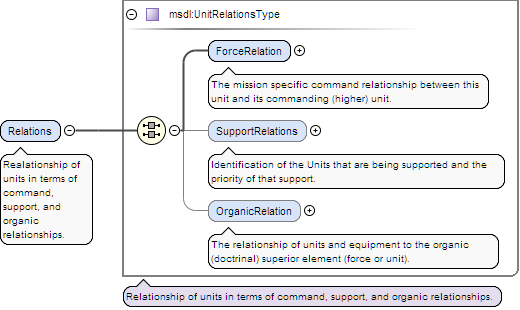 msdl:UnitRelationsType
ForceRelation
The mission specific command relationship between this
unit and its commanding (higher) unit.
Relations
SupportRelations
Realationship of
units in terms of
command,
support, and
organic
relationships.
Identification of the Units that are being supported and the
priority of that support.
OrganicRelation
The relationship of units and equipment to the organic
(doctrinal) superior element (force or unit).
Relationship of units in terms of command, support, and organic relationships.